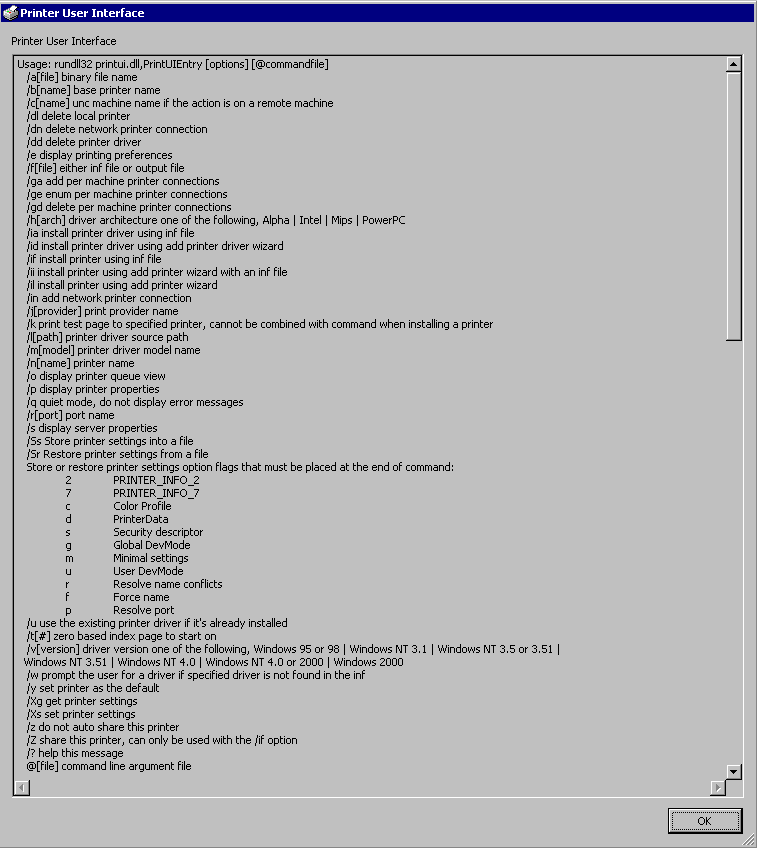 Printer User Interface
Printer User Interface
Usage: rundll32 printui.dll,PrintUIEntry [options] [@commandfile]
/a[file] binary file name
/b[name] base printer name
/c[name] unc machine name if the action is on a remote machine
/dl delete local printer
/dn delete network printer connection
/dd delete printer driver
/e display printing preferences
/f[file] either inf file or output file
/ga add per machine printer connections
/ge enum per machine printer connections
/gd delete per machine printer connections
/h[arch] driver architecture one of the following, Alpha | Intel | Mips | PowerPC
/ia install printer driver using inf file
/id install printer driver using add printer driver wizard
/if install printer using inf file
/ii install printer using add printer wizard with an inf file
/il install printer using add printer wizard
/in add network printer connection
/j[provider] print provider name
/k print test page to specified printer, cannot be combined with command when installing a printer
/l[path] printer driver source path
/m[model] printer driver model name
/n[name] printer name
/o display printer queue view
/p display printer properties
/q quiet mode, do not display error messages
/r[port] port name
/s display server properties
/Ss Store printer settings into a file
/Sr Restore printer settings from a file
Store or restore printer settings option flags that must be placed at the end of command:
2 PRINTER_INFO_2
7 PRINTER_INFO_7
c Color Profile
d PrinterData
s Security descriptor
g Global DevMode
m Minimal settings
u User DevMode
r Resolve name conflicts
f Force name
p Resolve port
/u use the existing printer driver if it's already installed
/t[#] zero based index page to start on
/v[version] driver version one of the following, Windows 95 or 98 | Windows NT 3.1 | Windows NT 3.5 or 3.51 |
Windows NT 3.51 | Windows NT 4.0 | Windows NT 4.0 or 2000 | Windows 2000
/w prompt the user for a driver if specified driver is not found in the inf
/y set printer as the default
/Xg get printer settings
/Xs set printer settings
/z do not auto share this printer
/Z share this printer, can only be used with the /if option
/? help this message
@[file] command line argument file
OK